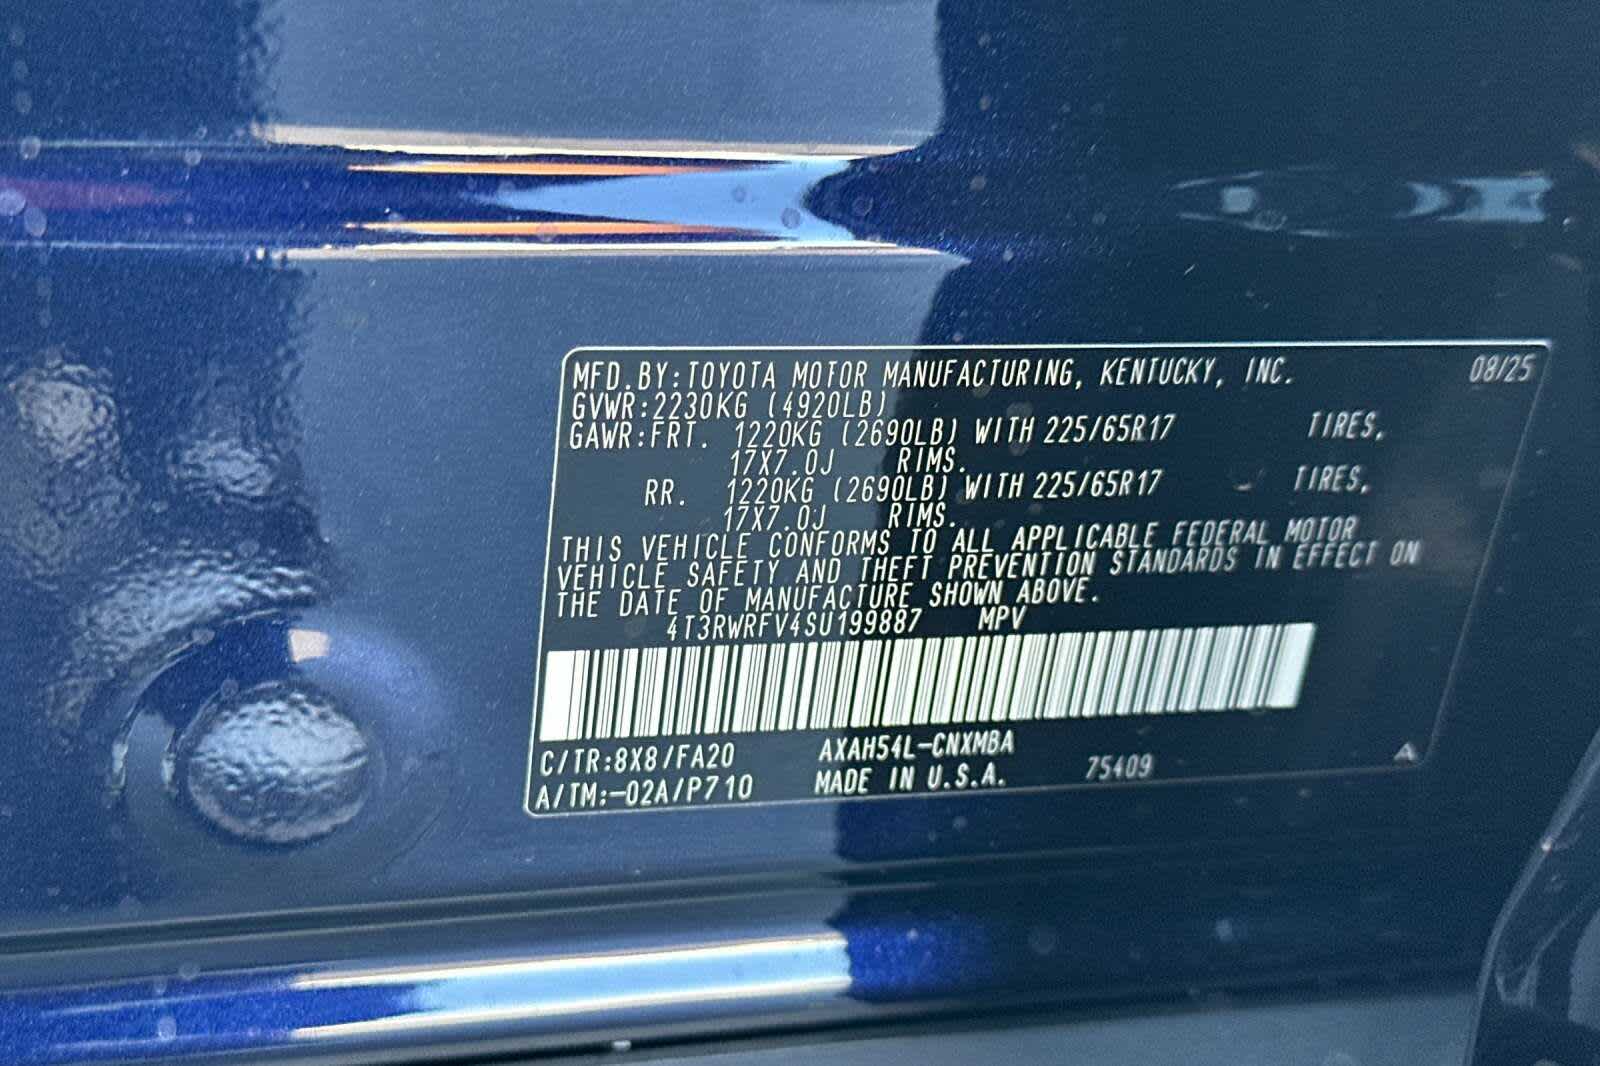 MFD.BY:TOYOTA MOTOR MANUFACTURING, KENTUCKY, INC. 08/25
GVWR:2230KG (4920LB)
GAWR:FRT. 1220KG (2690LB) WITH 225/65R17 TIRES,
17X7.0J RIMS.
RR. 1220KG (2690LB) WITH 225/65R17 TIRES,
17X7.0J RIMS.
THIS VEHICLE CONFORMS TO ALL APPLICABLE FEDERAL MOTOR
VEHICLE SAFETY AND THEFT PREVENTION STANDARDS IN EFFECT ON
THE DATE OF MANUFACTURE SHOWN ABOVE.
4T3RWRFV4SU199887 MPV
C/TR:8X8/FA20 AXAH54L-CNXMBA
A/TM:-02A/P710 MADE IN U.S.A. 75409 A